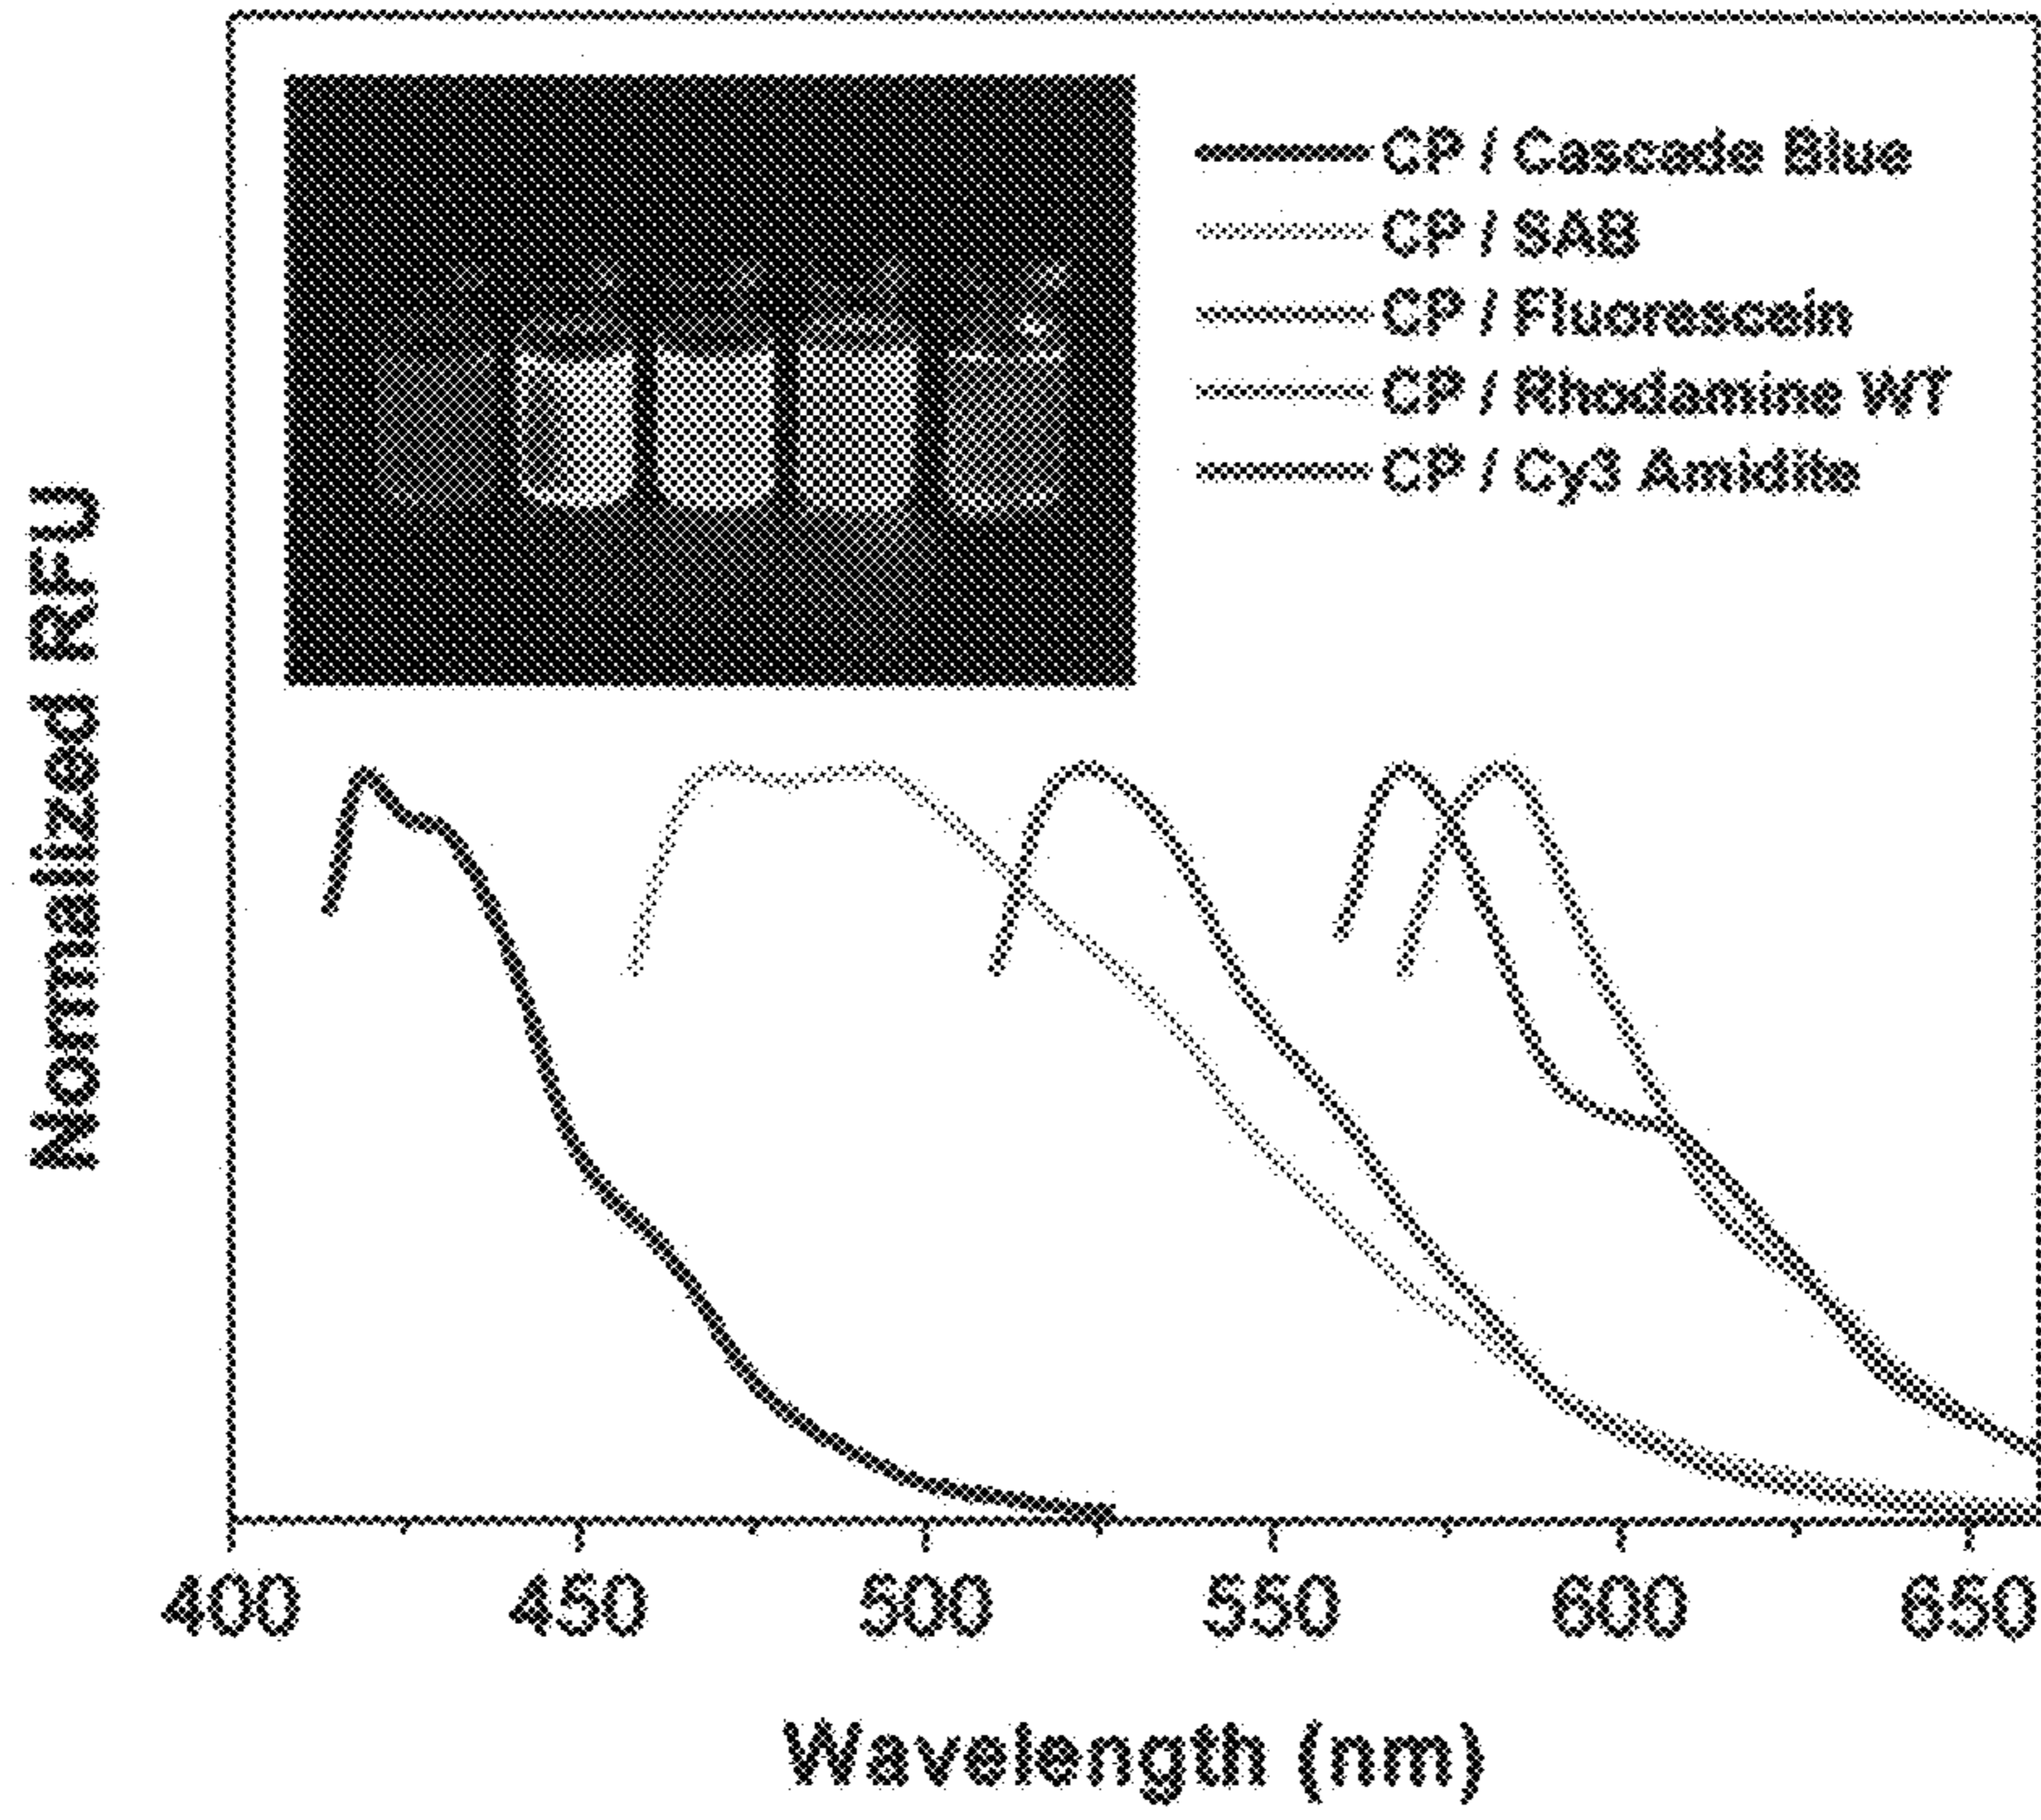 CP / Cascade Blue
CP / SAB
CP / Fluorescein
CP / Rhodamine WT
CP / Cy3 Amidite
Normalized RFU
400 450 500 550 600 650
Wavelength (nm)